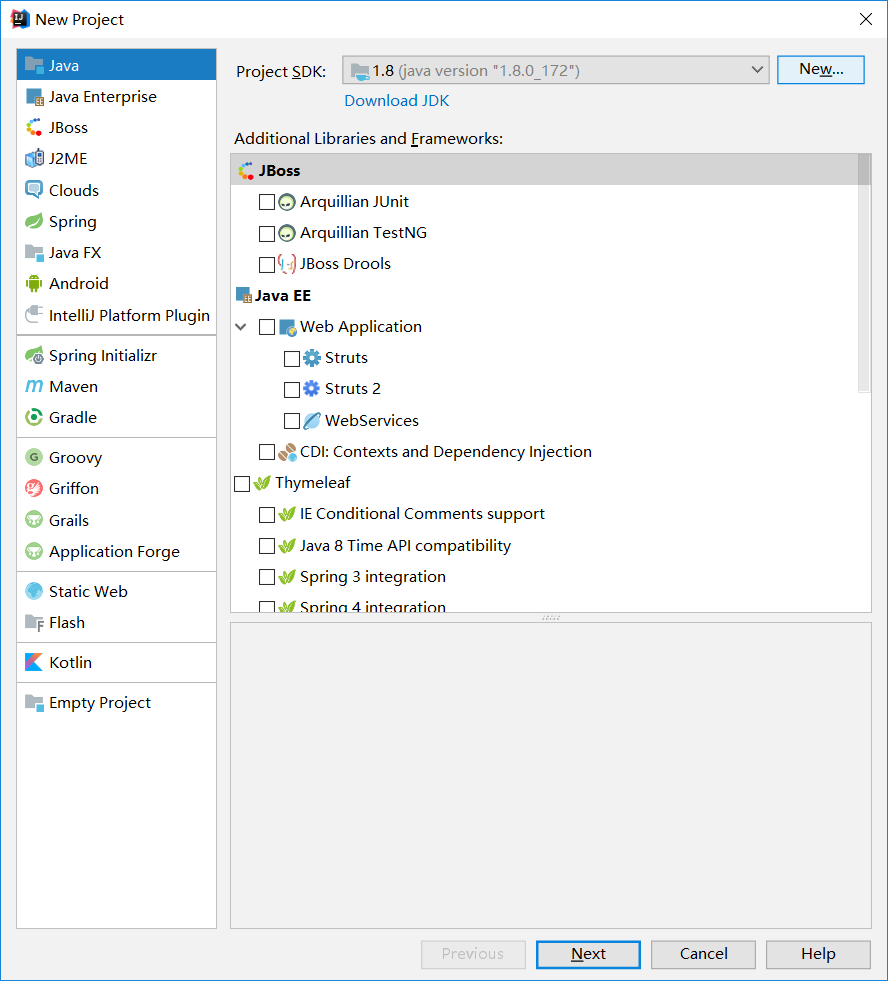 New Project
Java
Java Enterprise
JBoss
J2ME
Clouds
Spring
Java FX
Android
IntelliJ Platform Plugin
Spring Initializr
Maven
Gradle
Groovy
Griffon
Grails
Application Forge
Static Web
Flash
Kotlin
Empty Project
Project SDK: 1.8 (java version "1.8.0_172") New...
Download JDK
Additional Libraries and Frameworks:
JBoss
Arquillian JUnit
Arquillian TestNG
JBoss Drools
Java EE
Web Application
Struts
Struts 2
WebServices
CDI: Contexts and Dependency Injection
Thymeleaf
IE Conditional Comments support
Java 8 Time API compatibility
Spring 3 integration
Spring 4 integration
Previous Next Cancel Help